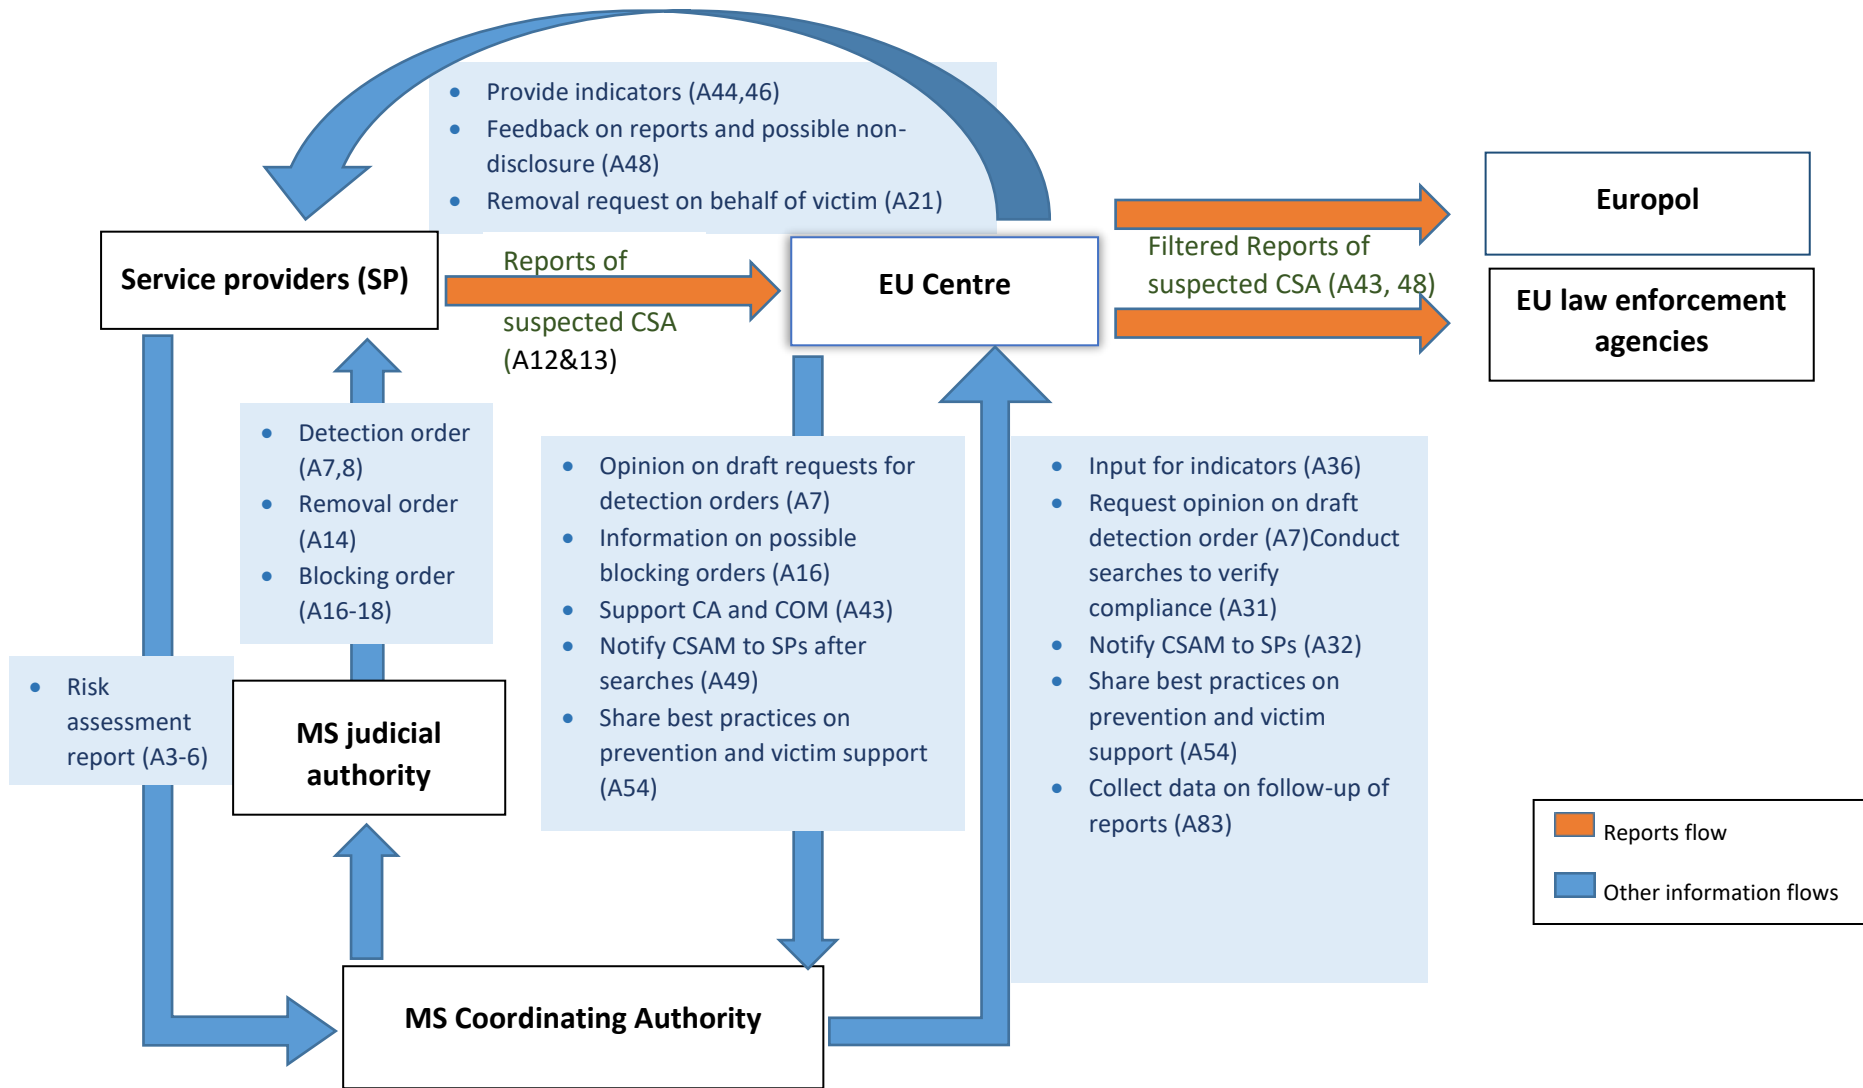 • Provide indicators (A44,46)
• Feedback on reports and possible non-
disclosure (A48)
• Removal request on behalf of victim (A21)
Service providers (SP)
Reports of
suspected CSA
(A12&13)
EU Centre
Filtered Reports of
suspected CSA (A43, 48)
Europol
EU law enforcement
agencies
• Detection order
(A7,8)
• Removal order
(A14)
• Blocking order
(A16-18)
• Risk
assessment
report (A3-6)
MS judicial
authority
• Opinion on draft requests for
detection orders (A7)
• Information on possible
blocking orders (A16)
• Support CA and COM (A43)
• Notify CSAM to SPs after
searches (A49)
• Share best practices on
prevention and victim support
(A54)
• Input for indicators (A36)
• Request opinion on draft
detection order (A7)Conduct
searches to verify
compliance (A31)
• Notify CSAM to SPs (A32)
• Share best practices on
prevention and victim
support (A54)
• Collect data on follow-up of
reports (A83)
Reports flow
Other information flows
MS Coordinating Authority